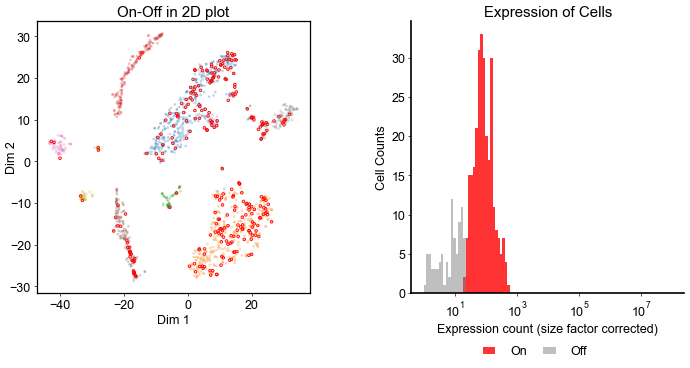 On-Off in 2D plot
30
20
10
0
−10
−20
−30
Dim 2
−40
−20
0
20
Dim 1
Expression of Cells
30
25
20
15
10
5
0
Cell Counts
10^1
10^3
10^5
10^7
Expression count (size factor corrected)
On
Off